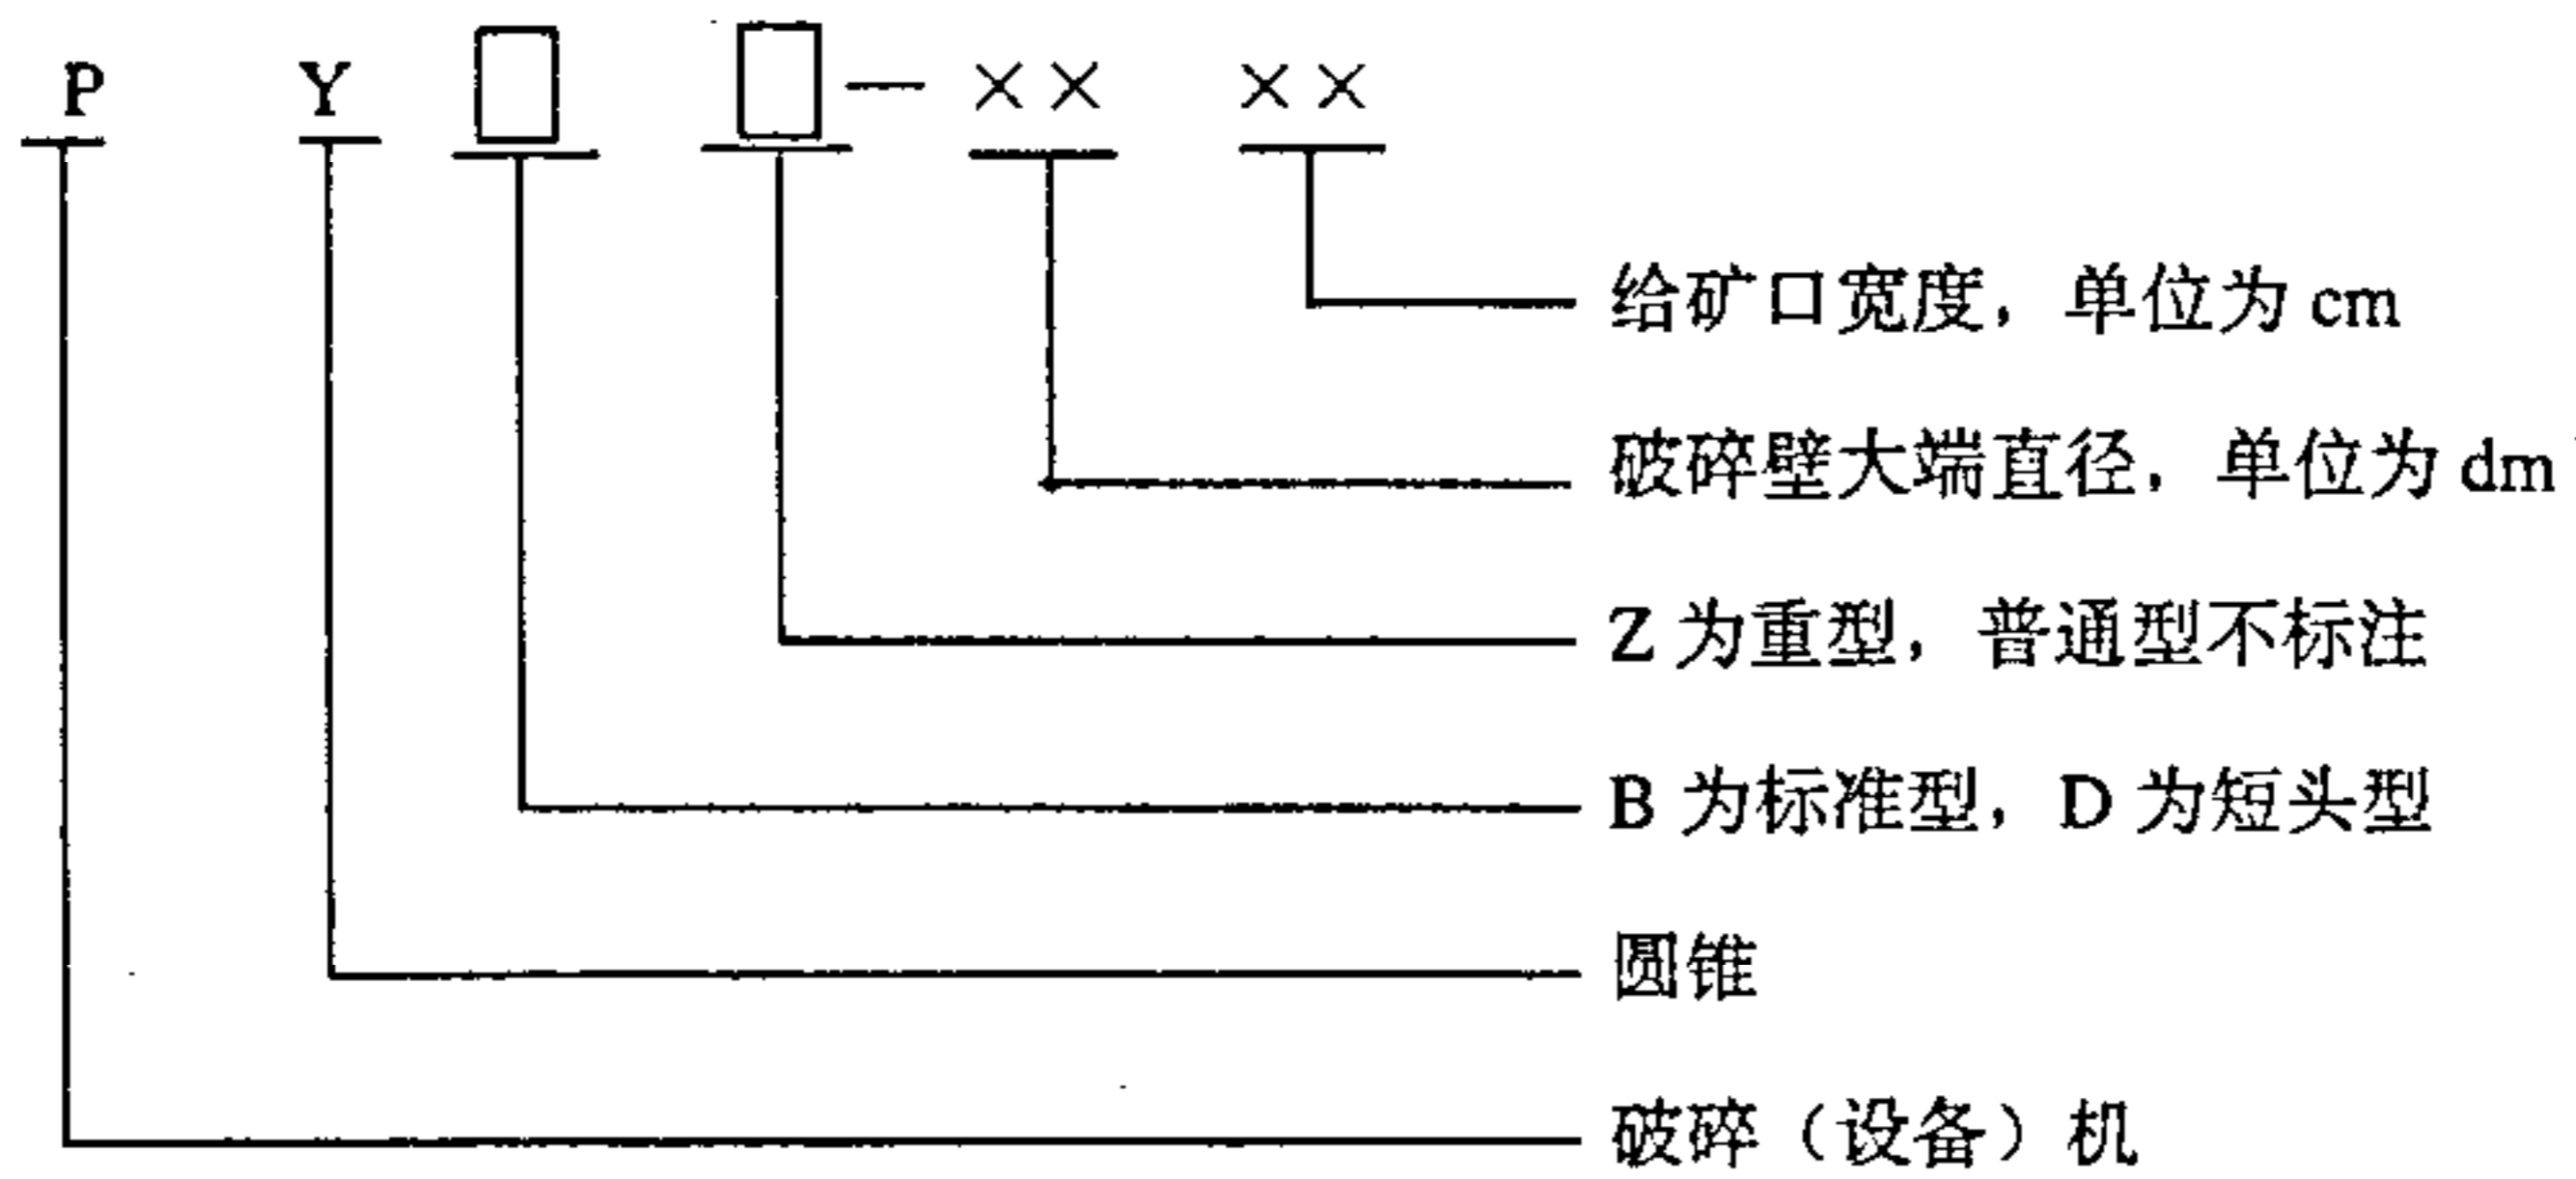 P Y □ □ — ×× ××
给矿口宽度，单位为 cm
破碎壁大端直径，单位为 dm
Z 为重型，普通型不标注
B 为标准型，D 为短头型
圆锥
破碎（设备）机